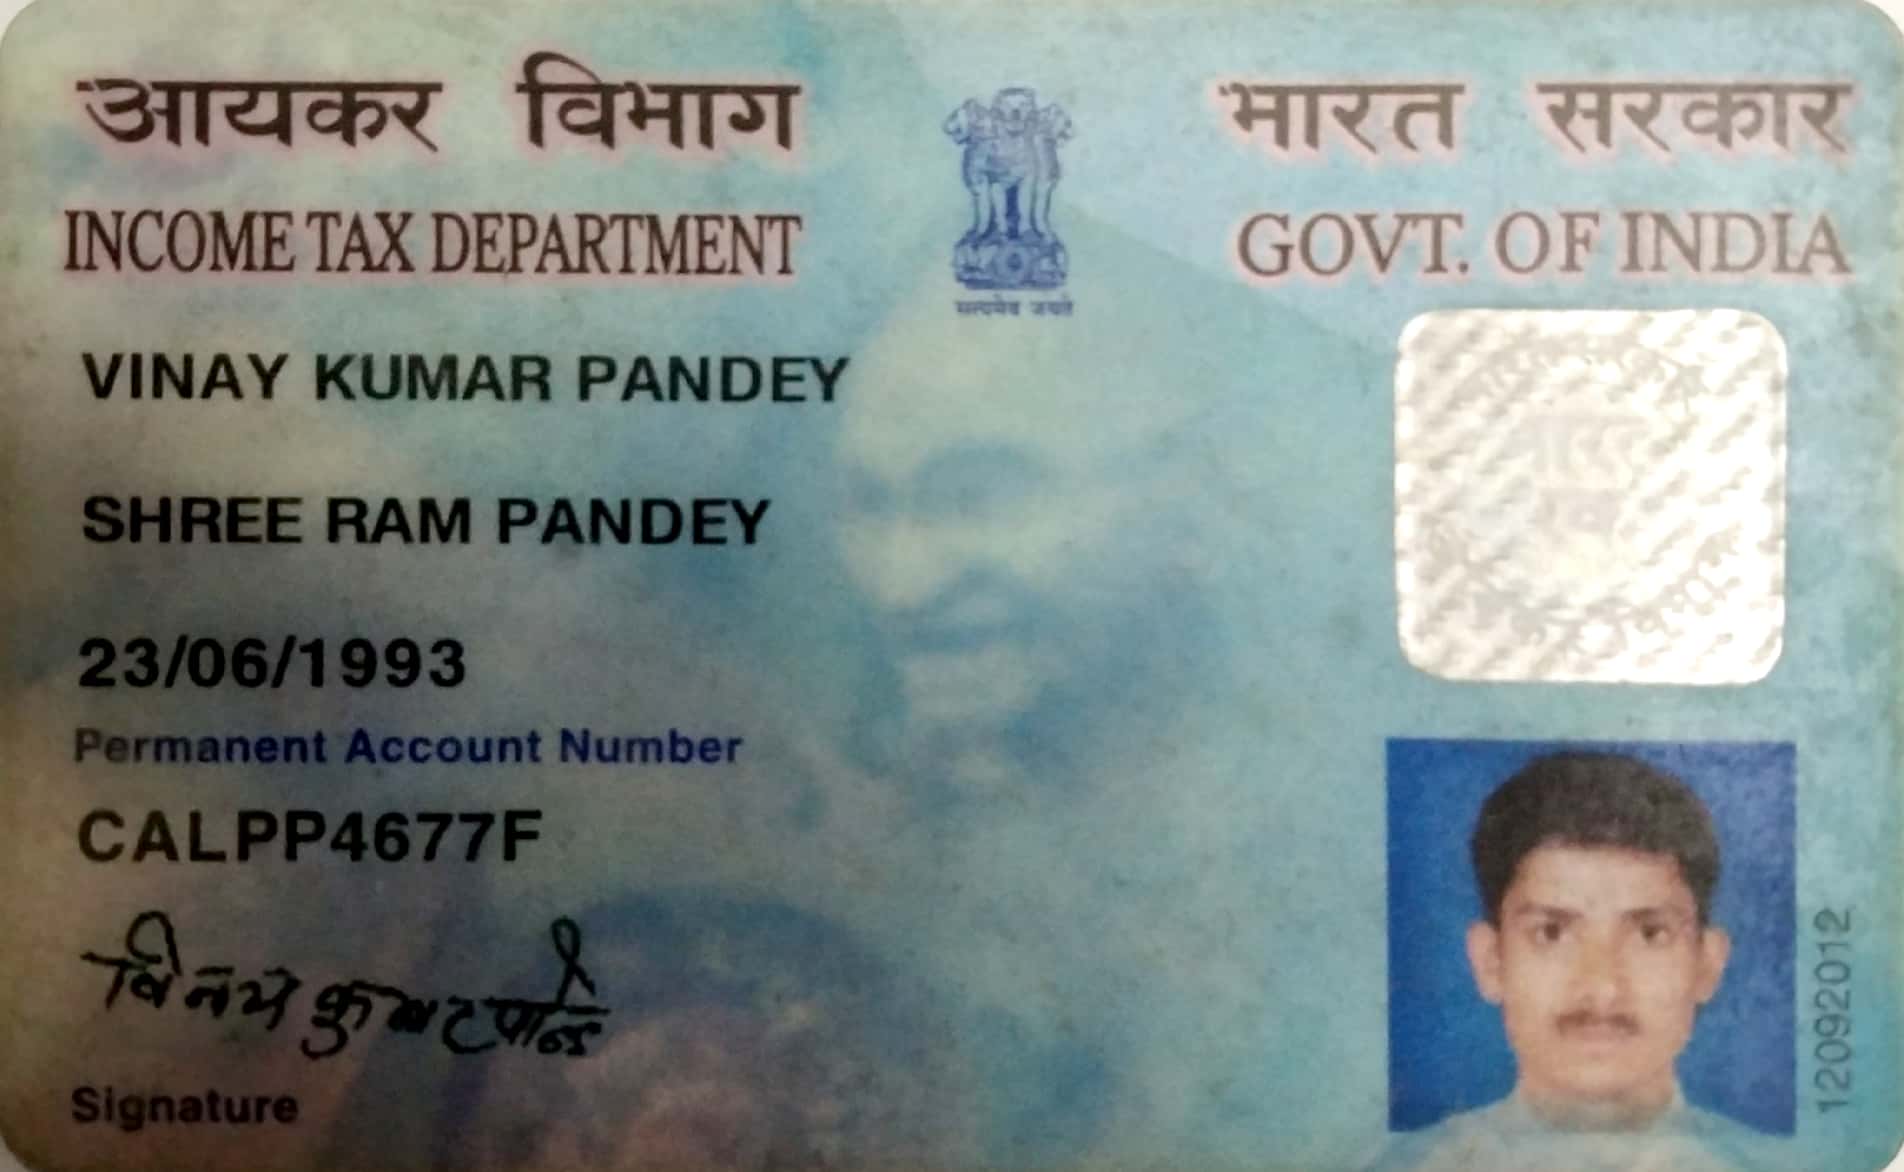 आयकर विभाग
भारत सरकार
INCOME TAX DEPARTMENT
GOVT. OF INDIA
सत्यमेव जयते
VINAY KUMAR PANDEY
SHREE RAM PANDEY
23/06/1993
Permanent Account Number
CALPP4677F
विनय कुमार पान्डे
Signature
12092012